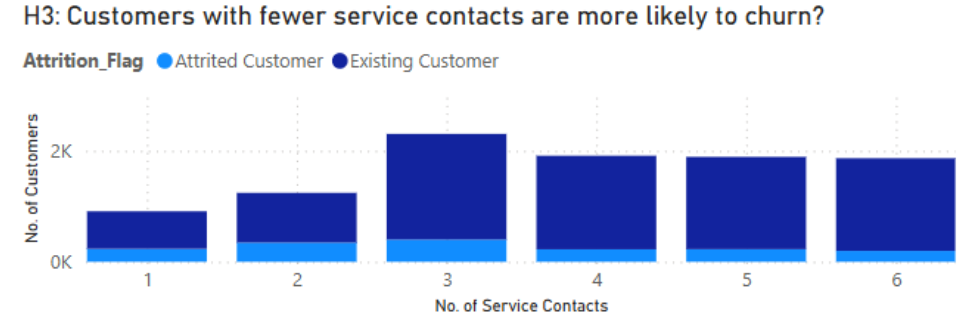 H3: Customers with fewer service contacts are more likely to churn?
Attrition_Flag Attrited Customer Existing Customer
No. of Customers
2K
0K
1 2 3 4 5 6
No. of Service Contacts